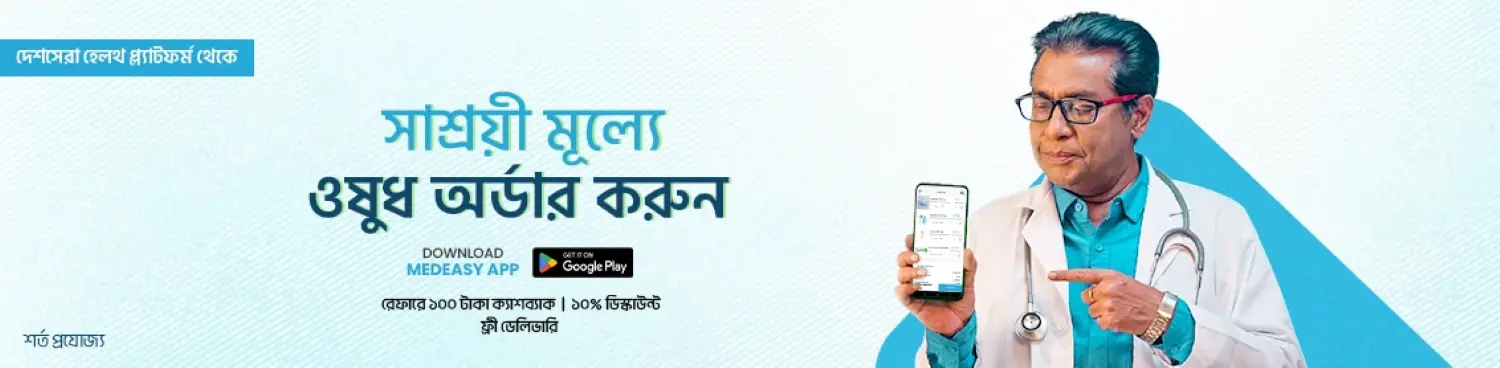 দেশসেরা হেলথ প্ল্যাটফর্ম থেকে
সাশ্রয়ী মূল্যে
ওষুধ অর্ডার করুন
DOWNLOAD
MEDEASY APP
GET IT ON
Google Play
রেফারে ১০০ টাকা ক্যাশব্যাক | ১০% ডিস্কাউন্ট
ফ্রী ডেলিভারি
শর্ত প্রযোজ্য